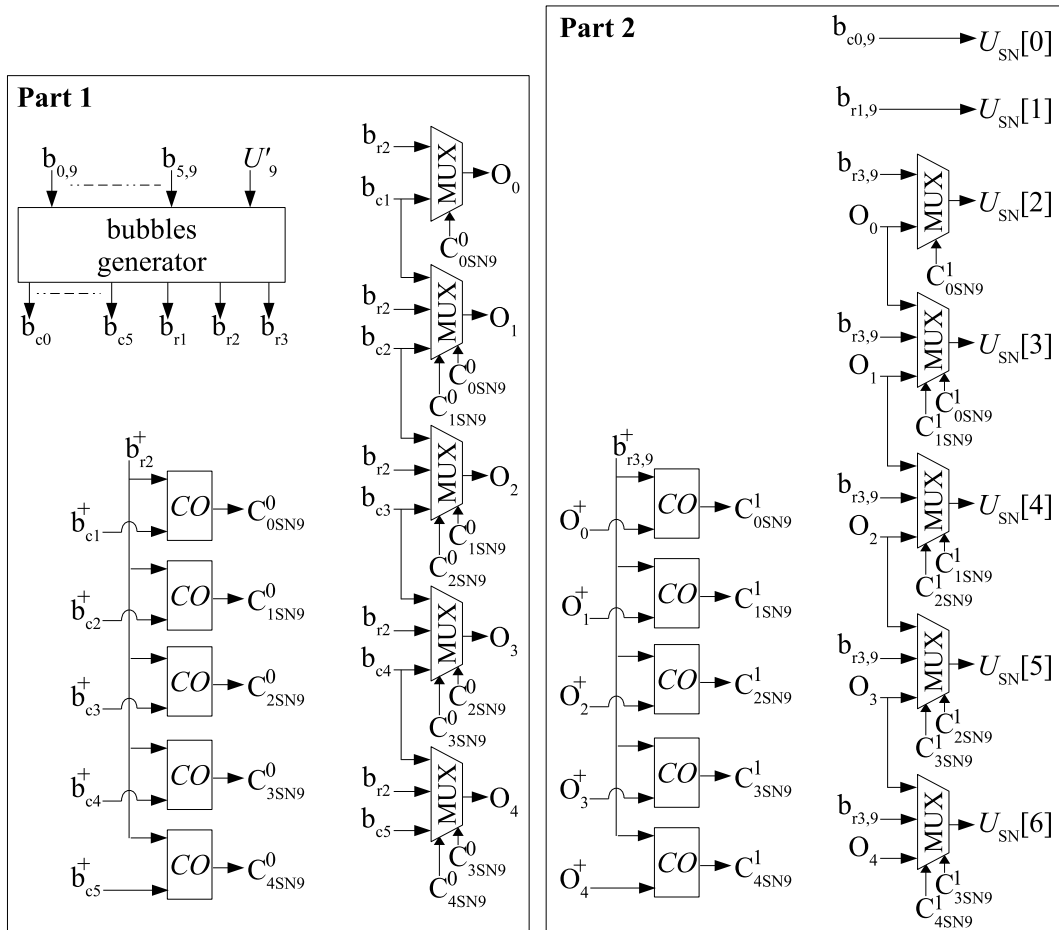 Part 1
b0,9
b5,9
U′9
bubbles
generator
bc0
bc5
br1
br2
br3
b+r2
b+c1
CO
C00SN9
b+c2
CO
C01SN9
b+c3
CO
C02SN9
b+c4
CO
C03SN9
b+c5
CO
C04SN9
br2
bc1
MUX
O0
C00SN9
br2
bc2
MUX
O1
C00SN9
C01SN9
br2
bc3
MUX
O2
C01SN9
C02SN9
br2
bc4
MUX
O3
C02SN9
C03SN9
br2
bc5
MUX
O4
C03SN9
C04SN9
Part 2
bc0,9
USN[0]
br1,9
USN[1]
b+r3,9
O+0
CO
C10SN9
O+1
CO
C11SN9
O+2
CO
C12SN9
O+3
CO
C13SN9
O+4
CO
C14SN9
br3,9
O0
MUX
USN[2]
C10SN9
br3,9
O1
MUX
USN[3]
C10SN9
C11SN9
br3,9
O2
MUX
USN[4]
C11SN9
C12SN9
br3,9
O3
MUX
USN[5]
C12SN9
C13SN9
br3,9
O4
MUX
USN[6]
C13SN9
C14SN9